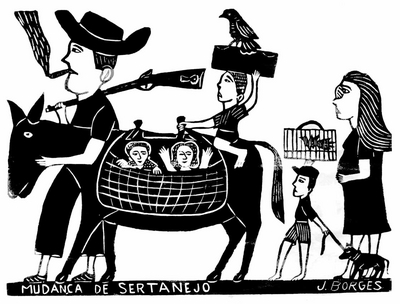 MUDANÇA DE SERTANEJO
J. BORGES